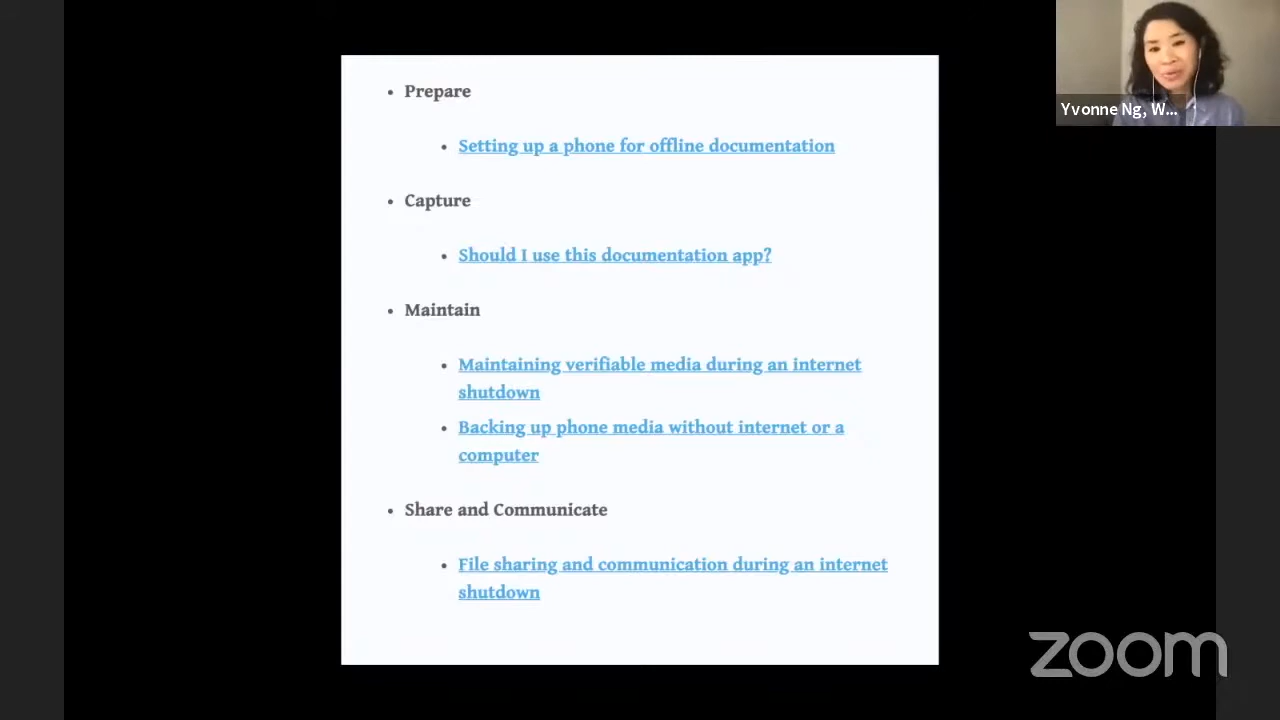 Prepare
Setting up a phone for offline documentation
Capture
Should I use this documentation app?
Maintain
Maintaining verifiable media during an internet
shutdown
Backing up phone media without internet or a
computer
Share and Communicate
File sharing and communication during an internet
shutdown
Yvonne Ng, W...
zoom